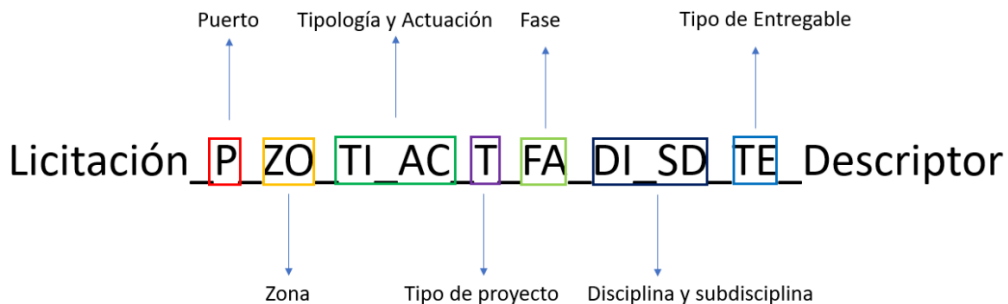 Puerto Tipología y Actuación Fase Tipo de Entregable
Licitación_P_ZO_TI_AC_T_FA_DI_SD_TE_Descriptor
Zona Tipo de proyecto Disciplina y subdisciplina